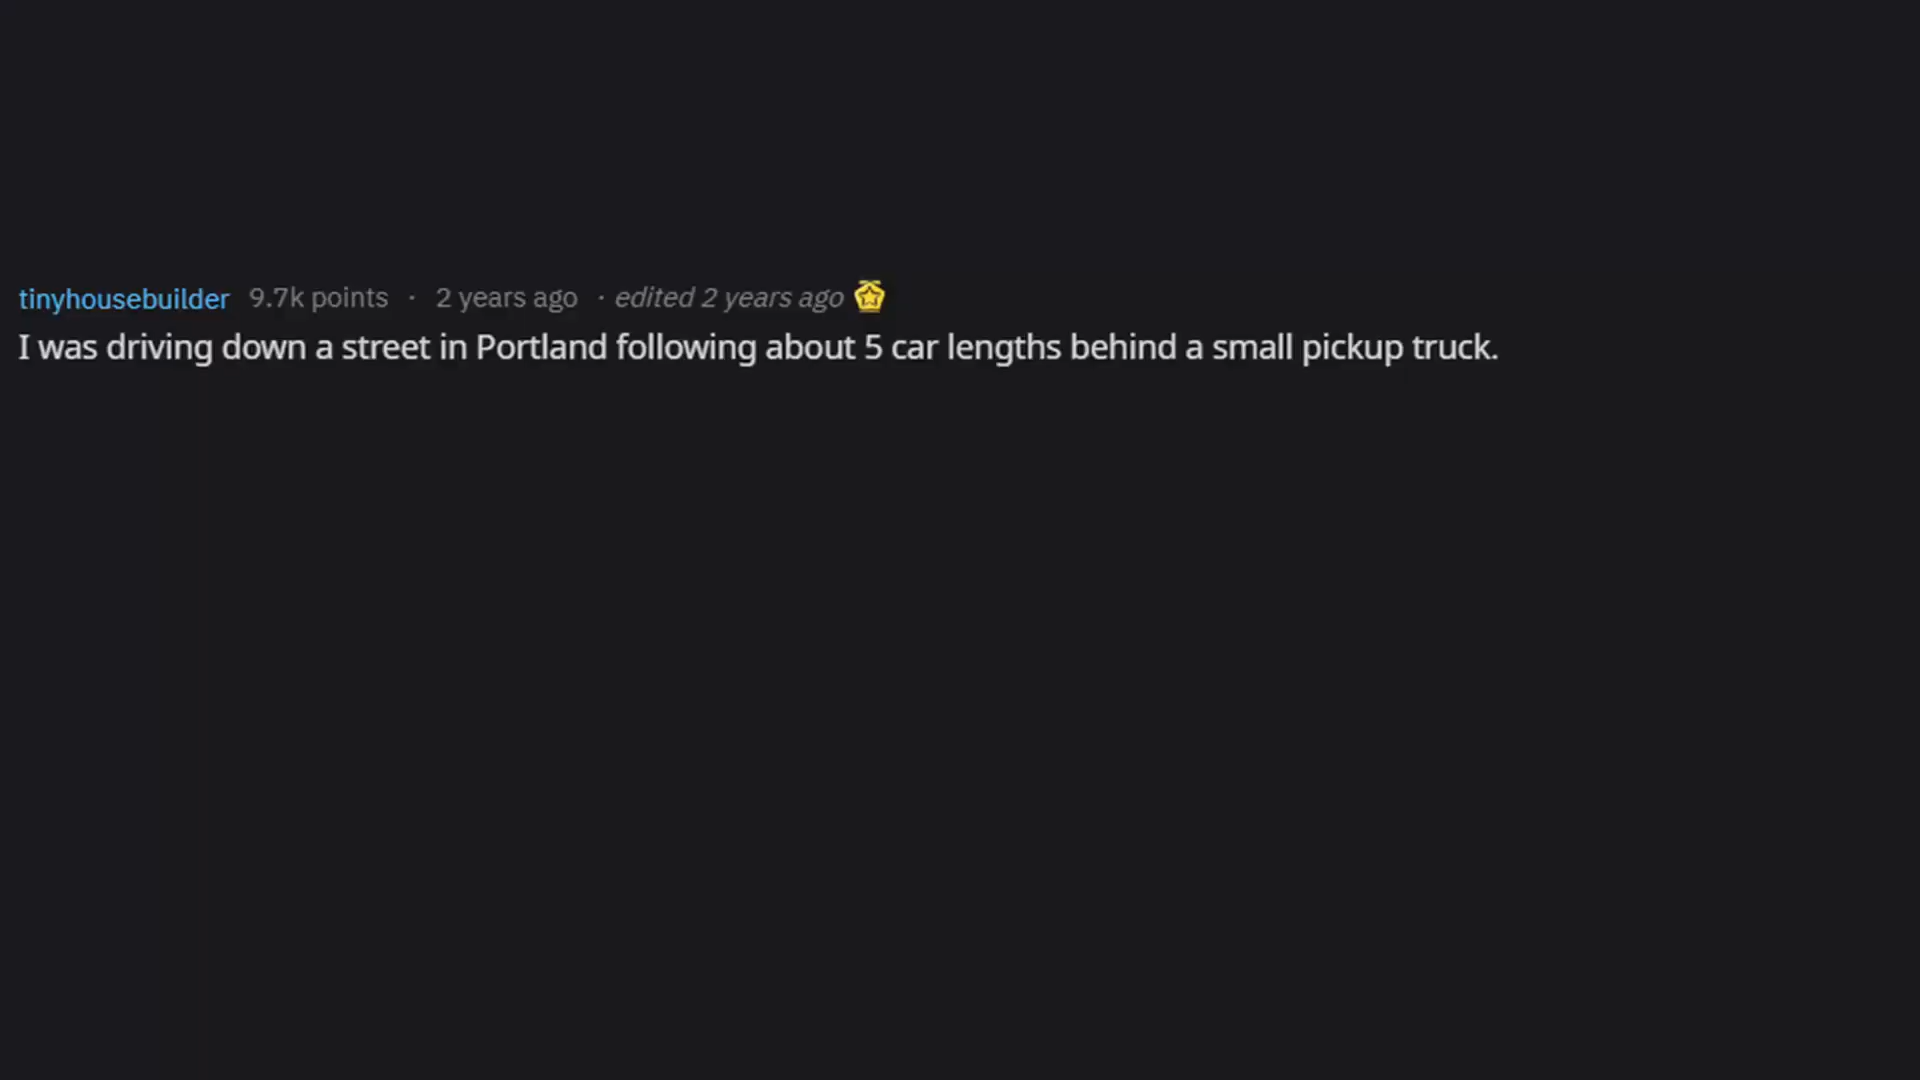 tinyhousebuilder 9.7k points · 2 years ago · edited 2 years ago
I was driving down a street in Portland following about 5 car lengths behind a small pickup truck.